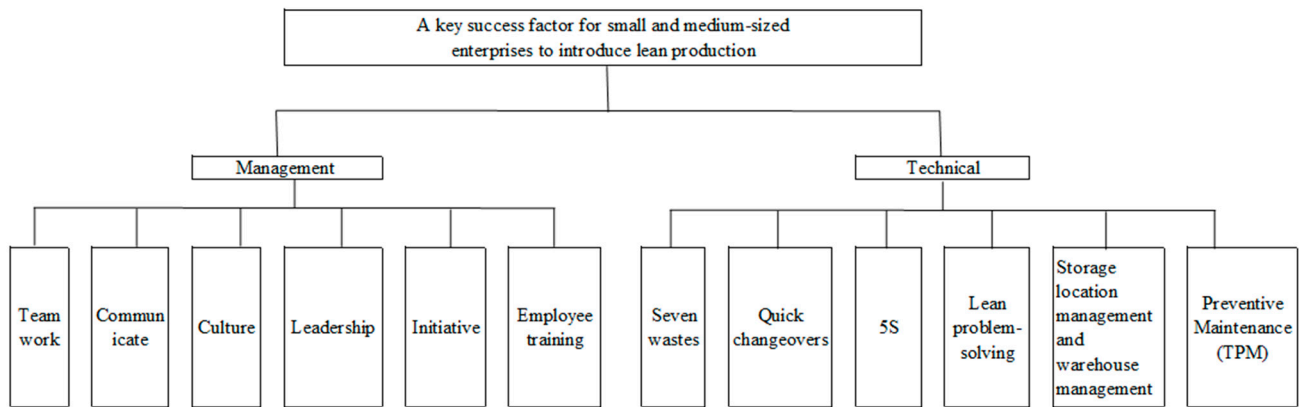 A key success factor for small and medium-sized
enterprises to introduce lean production
Management
Technical
Team
work
Commun
icate
Culture
Leadership
Initiative
Employee
training
Seven
wastes
Quick
changeovers
5S
Lean
problem-
solving
Storage
location
management
and
warehouse
management
Preventive
Maintenance
(TPM)